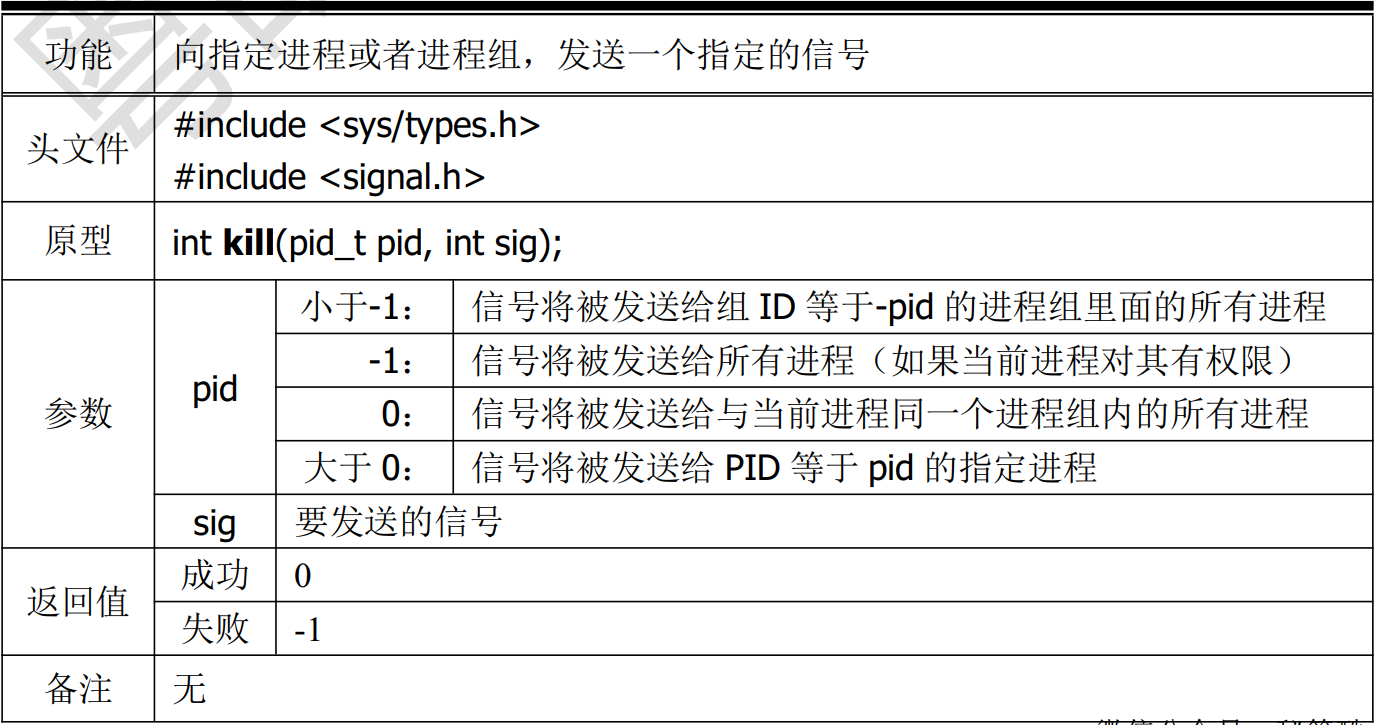 功能 向指定进程或者进程组，发送一个指定的信号
头文件 #include <sys/types.h>
#include <signal.h>
原型 int kill(pid_t pid, int sig);
参数 pid 小于-1： 信号将被发送给组 ID 等于-pid 的进程组里面的所有进程
-1： 信号将被发送给所有进程（如果当前进程对其有权限）
0： 信号将被发送给与当前进程同一个进程组内的所有进程
大于 0： 信号将被发送给 PID 等于 pid 的指定进程
sig 要发送的信号
返回值 成功 0
失败 -1
备注 无